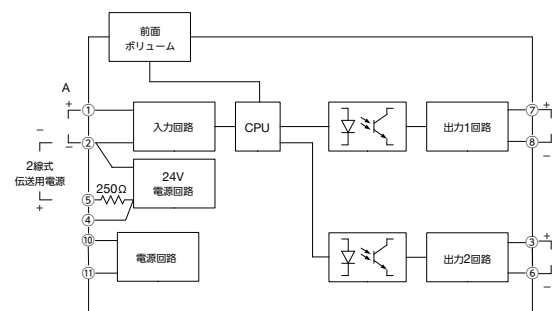 前面
ボリューム
A
+
①
入力回路
CPU
出力1回路
⑦
+
−
②
−
⑧
−
2線式
伝送用電源
24V
電源回路
250Ω
⑤
+
④
⑩
電源回路
⑪
出力2回路
③
+
⑥
−